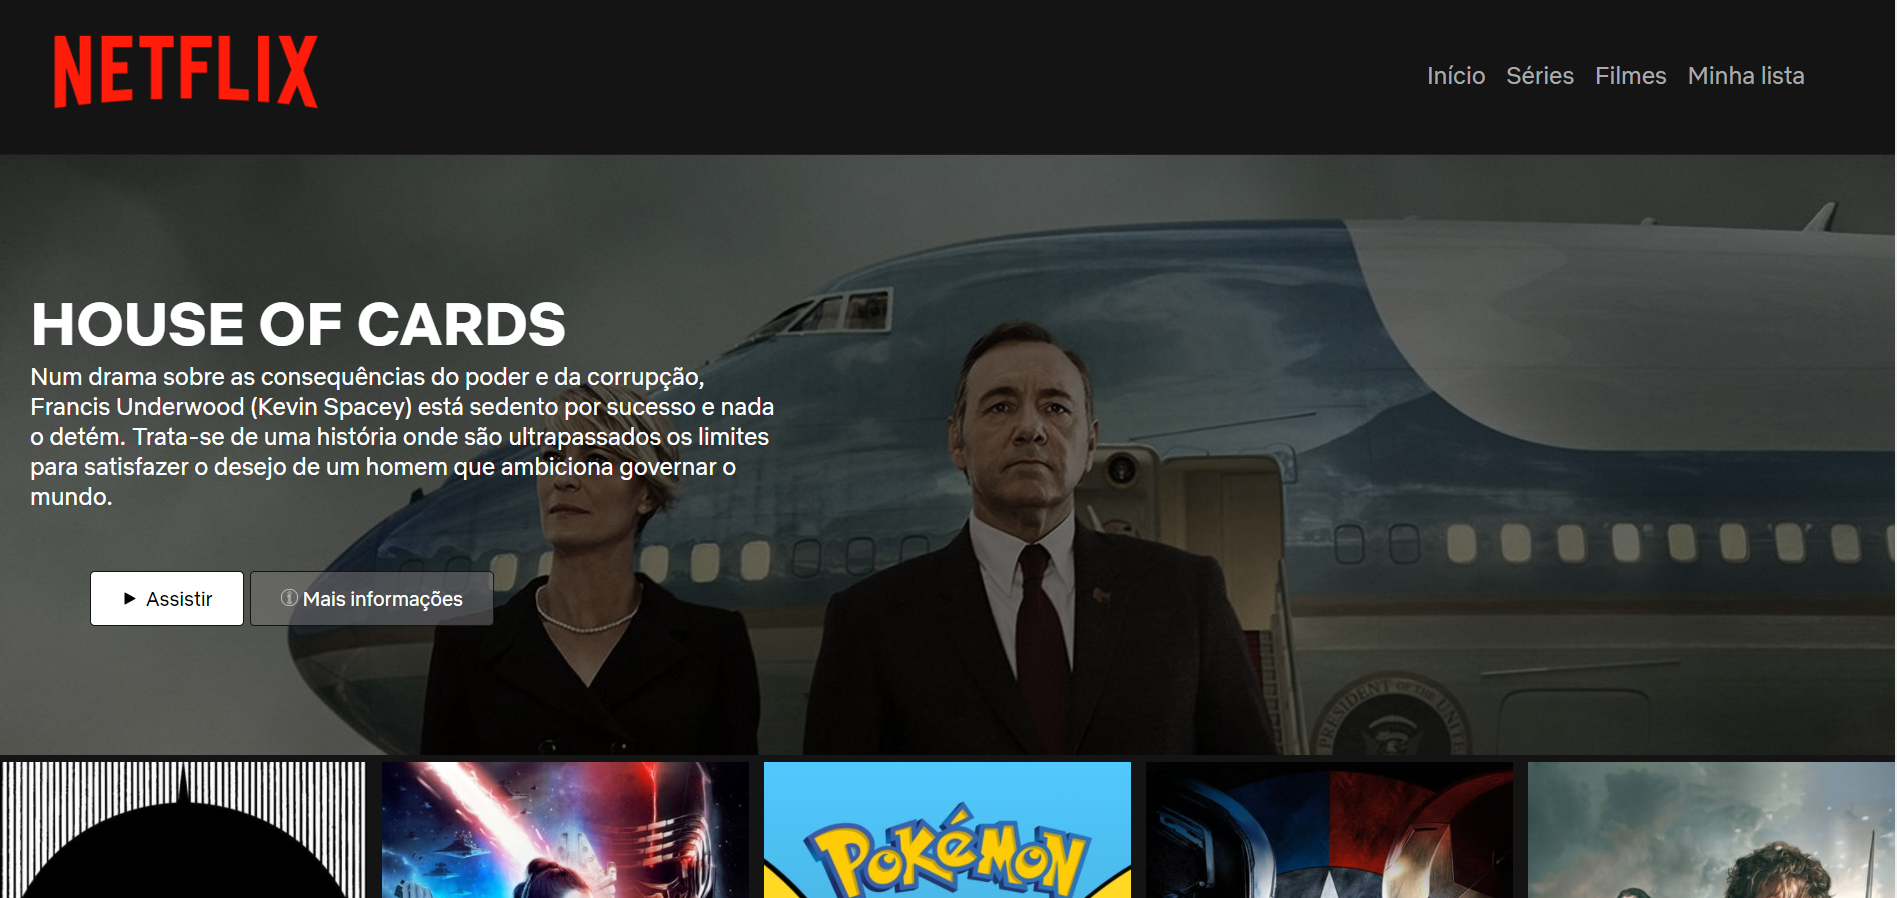 NETFLIX
Início Séries Filmes Minha lista
HOUSE OF CARDS
Num drama sobre as consequências do poder e da corrupção,
Francis Underwood (Kevin Spacey) está sedento por sucesso e nada
o detém. Trata-se de uma história onde são ultrapassados os limites
para satisfazer o desejo de um homem que ambiciona governar o
mundo.
Assistir
Mais informações
PRESIDENT OF THE UNITE
POKéMON